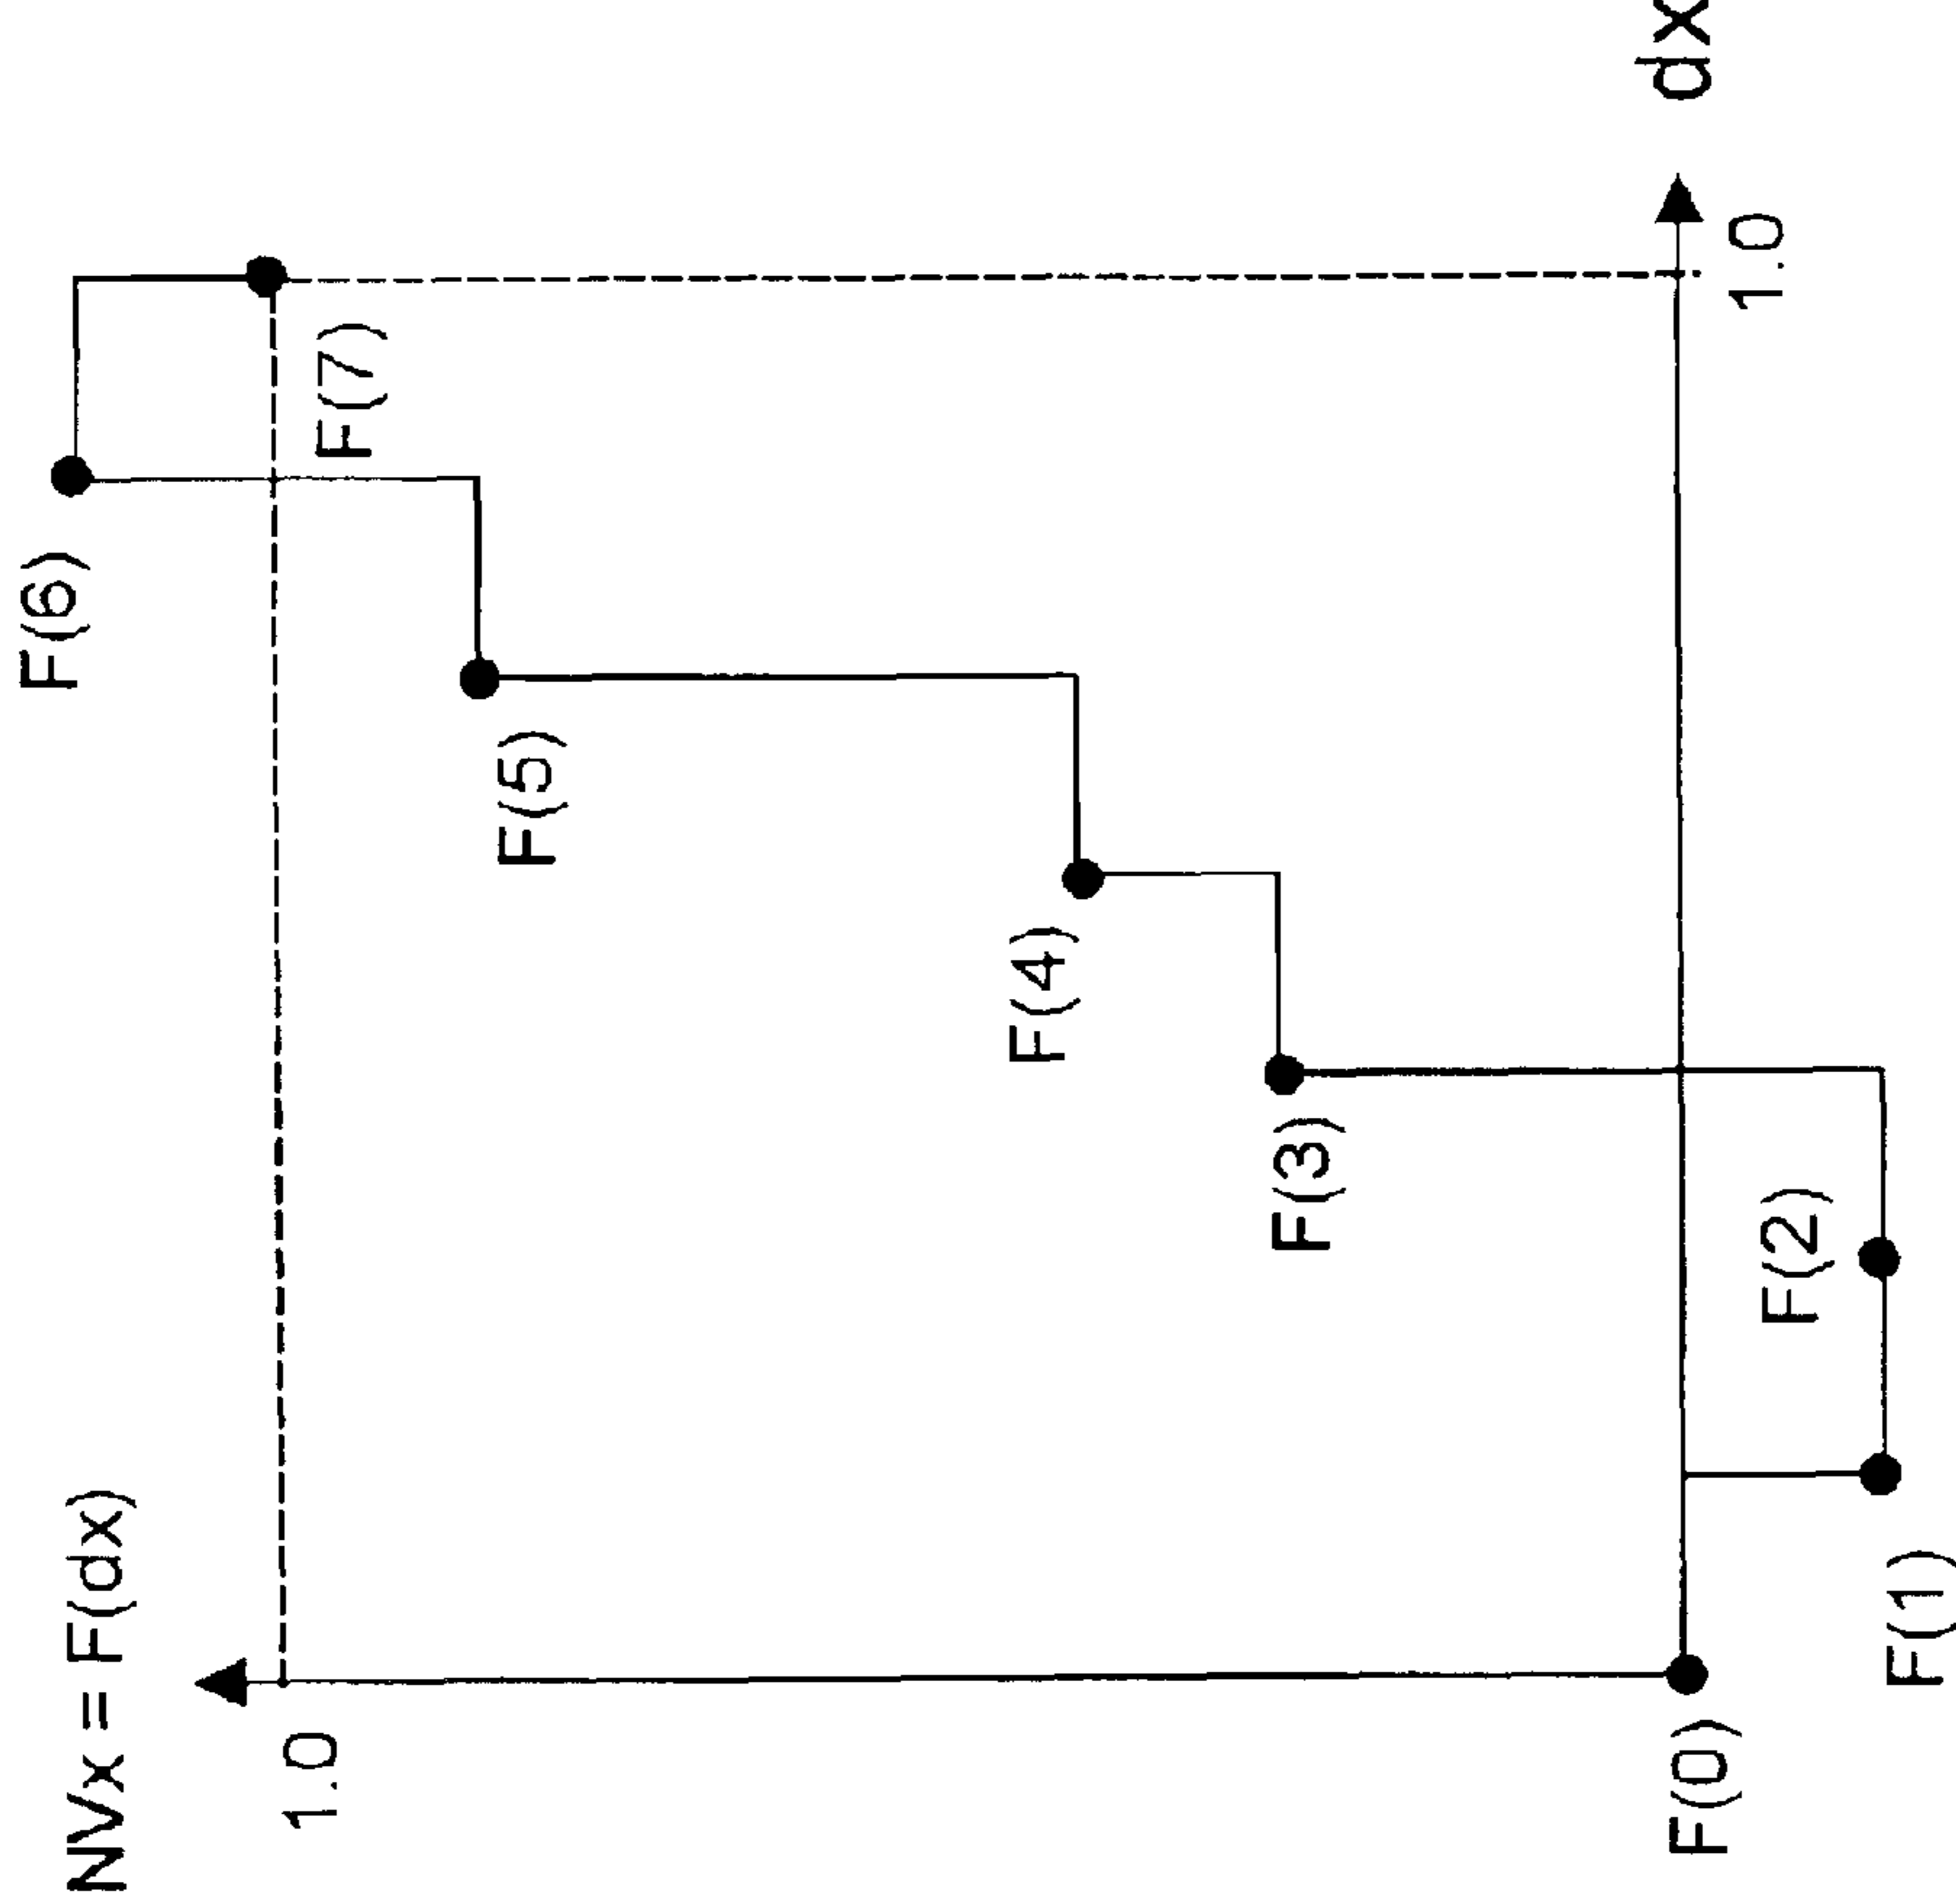 NVx = F(dx)
1.0
F(0)
F(1)
F(2)
F(3)
F(4)
F(5)
F(6)
F(7)
1.0
dx